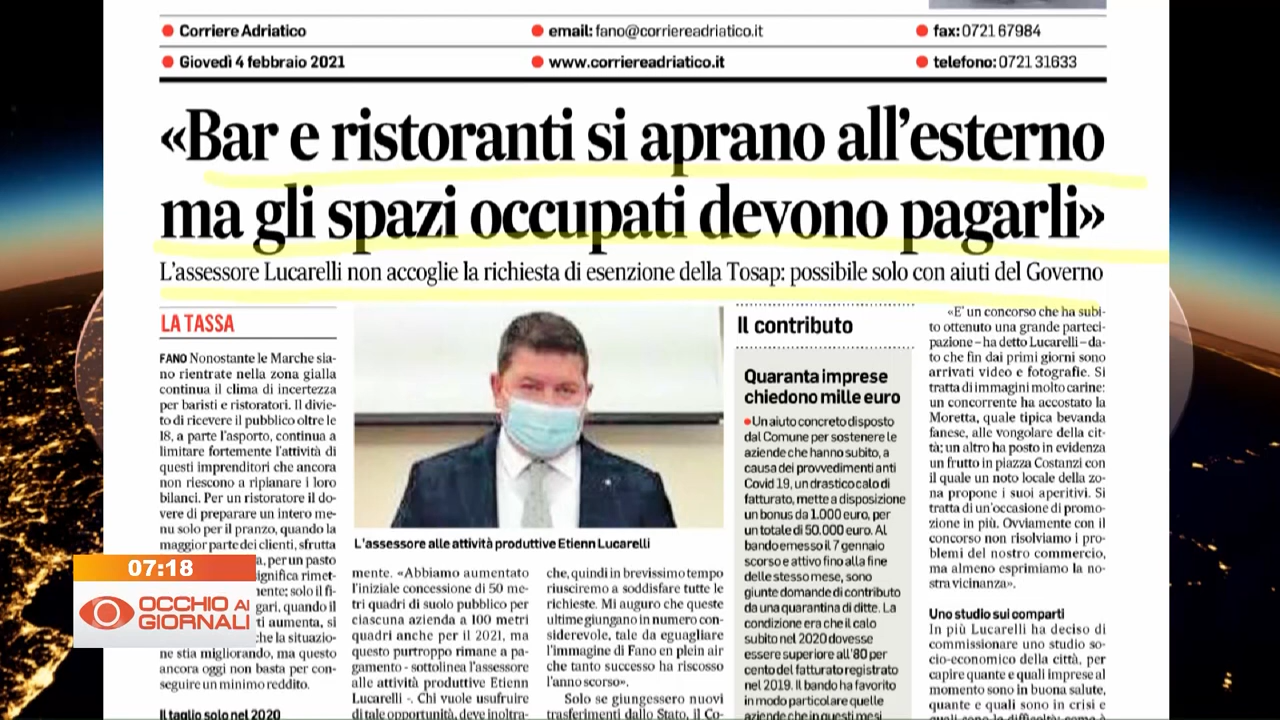 Corriere Adriatico
email: fano@corriereadriatico.it
fax: 0721 67984
Giovedì 4 febbraio 2021
www.corriereadriatico.it
telefono: 0721 31633
«Bar e ristoranti si aprano all'esterno
ma gli spazi occupati devono pagarli»
L'assessore Lucarelli non accoglie la richiesta di esenzione della Tosap: possibile solo con aiuti del Governo
LA TASSA
FANO Nonostante le Marche sia-
no rientrate nella zona gialla
continua il clima di incertezza
per baristi e ristoratori. Il divie-
to di ricevere il pubblico oltre le
18, a parte l'asporto, continua a
limitare fortemente l'attività di
questi imprenditori che ancora
non riescono a ripianare i loro
bilanci. Per un ristoratore il do-
vere di preparare un intero me-
nu solo per il pranzo, quando la
maggior parte dei clienti, sfrutta
a, per un pasto
ignifica rimet-
mente: solo il fi-
gari, quando il
ti aumenta, si
che la situazio-
ne stia migliorando, ma questo
ancora oggi non basta per con-
seguire un minimo reddito.
Il taglio solo nel 2020
L'assessore alle attività produttive Etienn Lucarelli
mente. «Abbiamo aumentato
l'iniziale concessione di 50 me-
tri quadri di suolo pubblico per
ciascuna azienda a 100 metri
quadri anche per il 2021, ma
questo purtroppo rimane a pa-
gamento - sottolinea l'assessore
alle attività produttive Etienn
Lucarelli -. Chi vuole usufruire
di tale opportunità, deve inoltra-
che, quindi in brevissimo tempo
riusciremo a soddisfare tutte le
richieste. Mi auguro che queste
ultime giungano in numero con-
siderevole, tale da eguagliare
l'immagine di Fano en plein air
che tanto successo ha riscosso
l'anno scorso».
Solo se giungessero nuovi
trasferimenti dallo Stato, il Co-
Il contributo
Quaranta imprese
chiedono mille euro
Un aiuto concreto disposto
dal Comune per sostenere le
aziende che hanno subito, a
causa dei provvedimenti anti
Covid 19, un drastico calo di
fatturato, mette a disposizione
un bonus da 1.000 euro, per
un totale di 50.000 euro. Al
bando emesso il 7 gennaio
scorso e attivo fino alla fine
delle stesso mese, sono
giunte domande di contributo
da una quarantina di ditte. La
condizione era che il calo
subito nel 2020 dovesse
essere superiore all'80 per
cento del fatturato registrato
nel 2019. Il bando ha favorito
in modo particolare quelle
aziende che in questi mesi
«E' un concorso che ha subi-
to ottenuto una grande parteci-
pazione – ha detto Lucarelli – da-
to che fin dai primi giorni sono
arrivati video e fotografie. Si
tratta di immagini molto carine:
un concorrente ha accostato la
Moretta, quale tipica bevanda
fanese, alle vongolare della cit-
tà; un altro ha posto in evidenza
un frutto in piazza Costanzi con
il quale un noto locale della zo-
na propone i suoi aperitivi. Si
tratta di un'occasione di promo-
zione in più. Ovviamente con il
concorso non risolviamo i pro-
blemi del nostro commercio,
ma almeno esprimiamo la no-
stra vicinanza».
Uno studio sui comparti
In più Lucarelli ha deciso di
commissionare uno studio so-
cio-economico della città, per
capire quante e quali imprese al
momento sono in buona salute,
quante e quali sono in crisi e
07:18
OCCHIO AI
GIORNALI